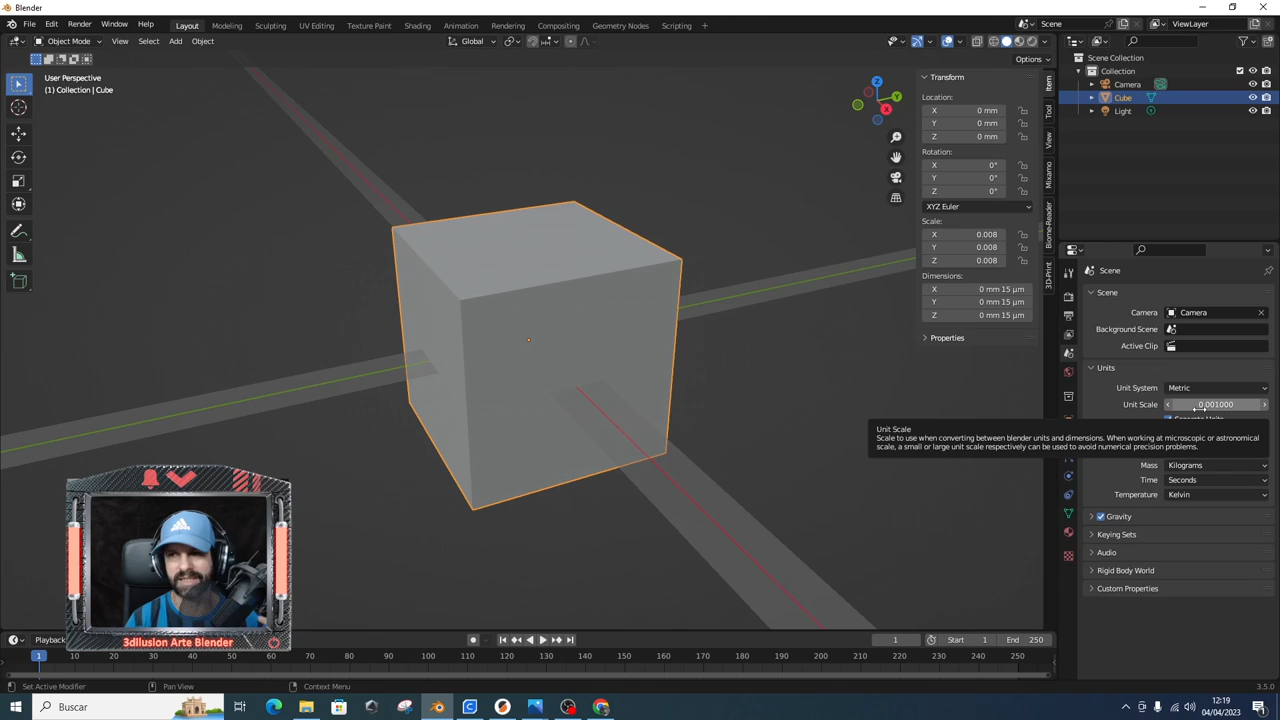 Blender
File Edit Render Window Help Layout Modeling Sculpting UV Editing Texture Paint Shading Animation Rendering Compositing Geometry Nodes Scripting + Scene ViewLayer
Object Mode View Select Add Object Global
Options
User Perspective
(1) Collection | Cube
Z
Y
X
Transform
Location:
X 0 mm
Y 0 mm
Z 0 mm
Rotation:
X 0°
Y 0°
Z 0°
XYZ Euler
Scale:
X 0.008
Y 0.008
Z 0.008
Dimensions:
X 0 mm 15 µm
Y 0 mm 15 µm
Z 0 mm 15 µm
Properties
Item
Tool
View
Mixamo
Biome-Reader
3D-Print
Scene Collection
Collection
Camera
Cube
Light
Scene
Scene
Camera Camera
Background Scene
Active Clip
Units
Unit System Metric
Unit Scale 0.001000
Unit Scale
Scale to use when converting between blender units and dimensions. When working at microscopic or astronomical
scale, a small or large unit scale respectively can be used to avoid numerical precision problems.
Mass Kilograms
Time Seconds
Temperature Kelvin
Gravity
Keying Sets
Audio
Rigid Body World
Custom Properties
3dilusion Arte Blender
Playback
Start 1 End 250
1 10 20 30 40 50 60 70 80 90 100 110 120 130 140 150 160 170 180 190 200 210 220 230 240 250
Set Active Modifier Pan View Context Menu 3.5.0
Buscar
12:19
04/04/2023